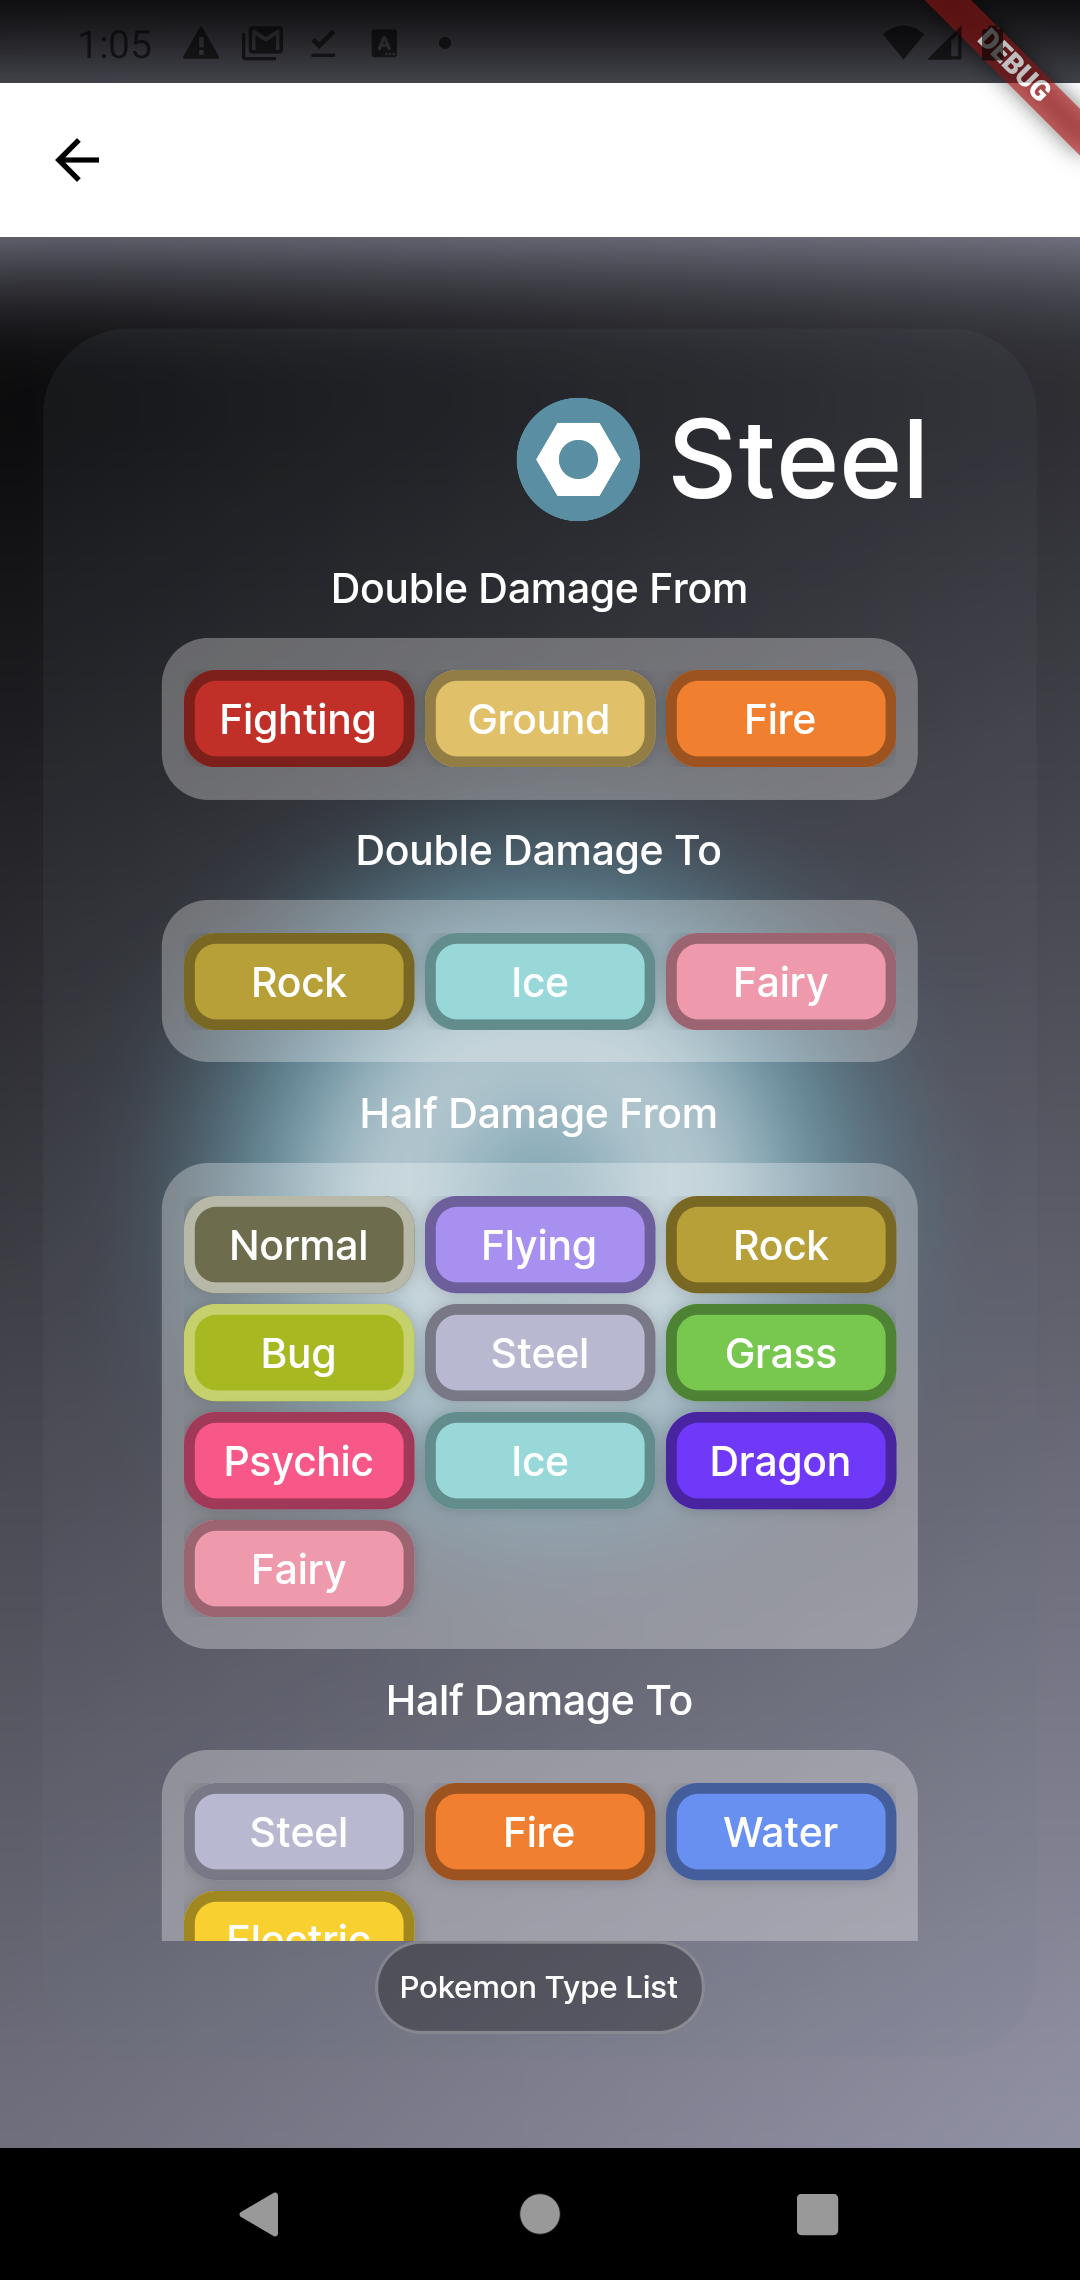 1:05
DEBUG
Steel
Double Damage From
Fighting Ground Fire
Double Damage To
Rock Ice Fairy
Half Damage From
Normal Flying Rock
Bug Steel Grass
Psychic Ice Dragon
Fairy
Half Damage To
Steel Fire Water
Electric
Pokemon Type List